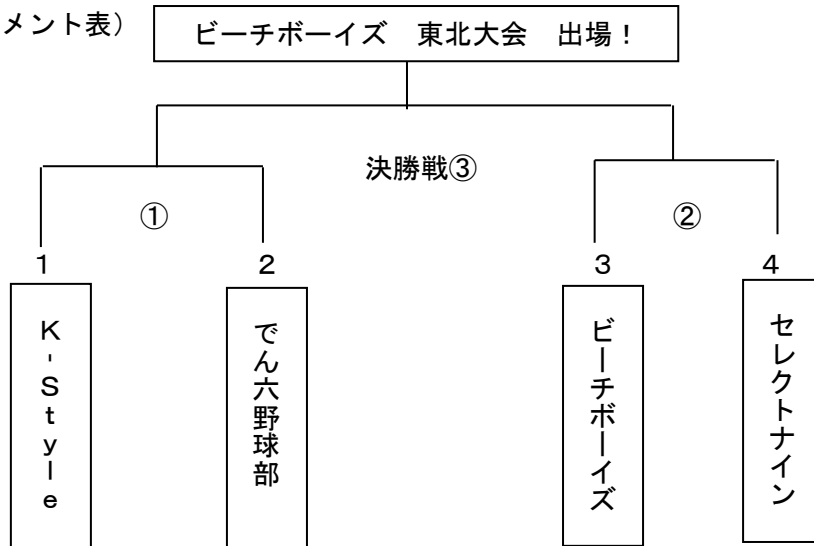 メント表）
ビーチボーイズ　東北大会　出場！
決勝戦③
①
②
1
2
3
4
K-Style
でん六野球部
ビーチボーイズ
セレクトナイン